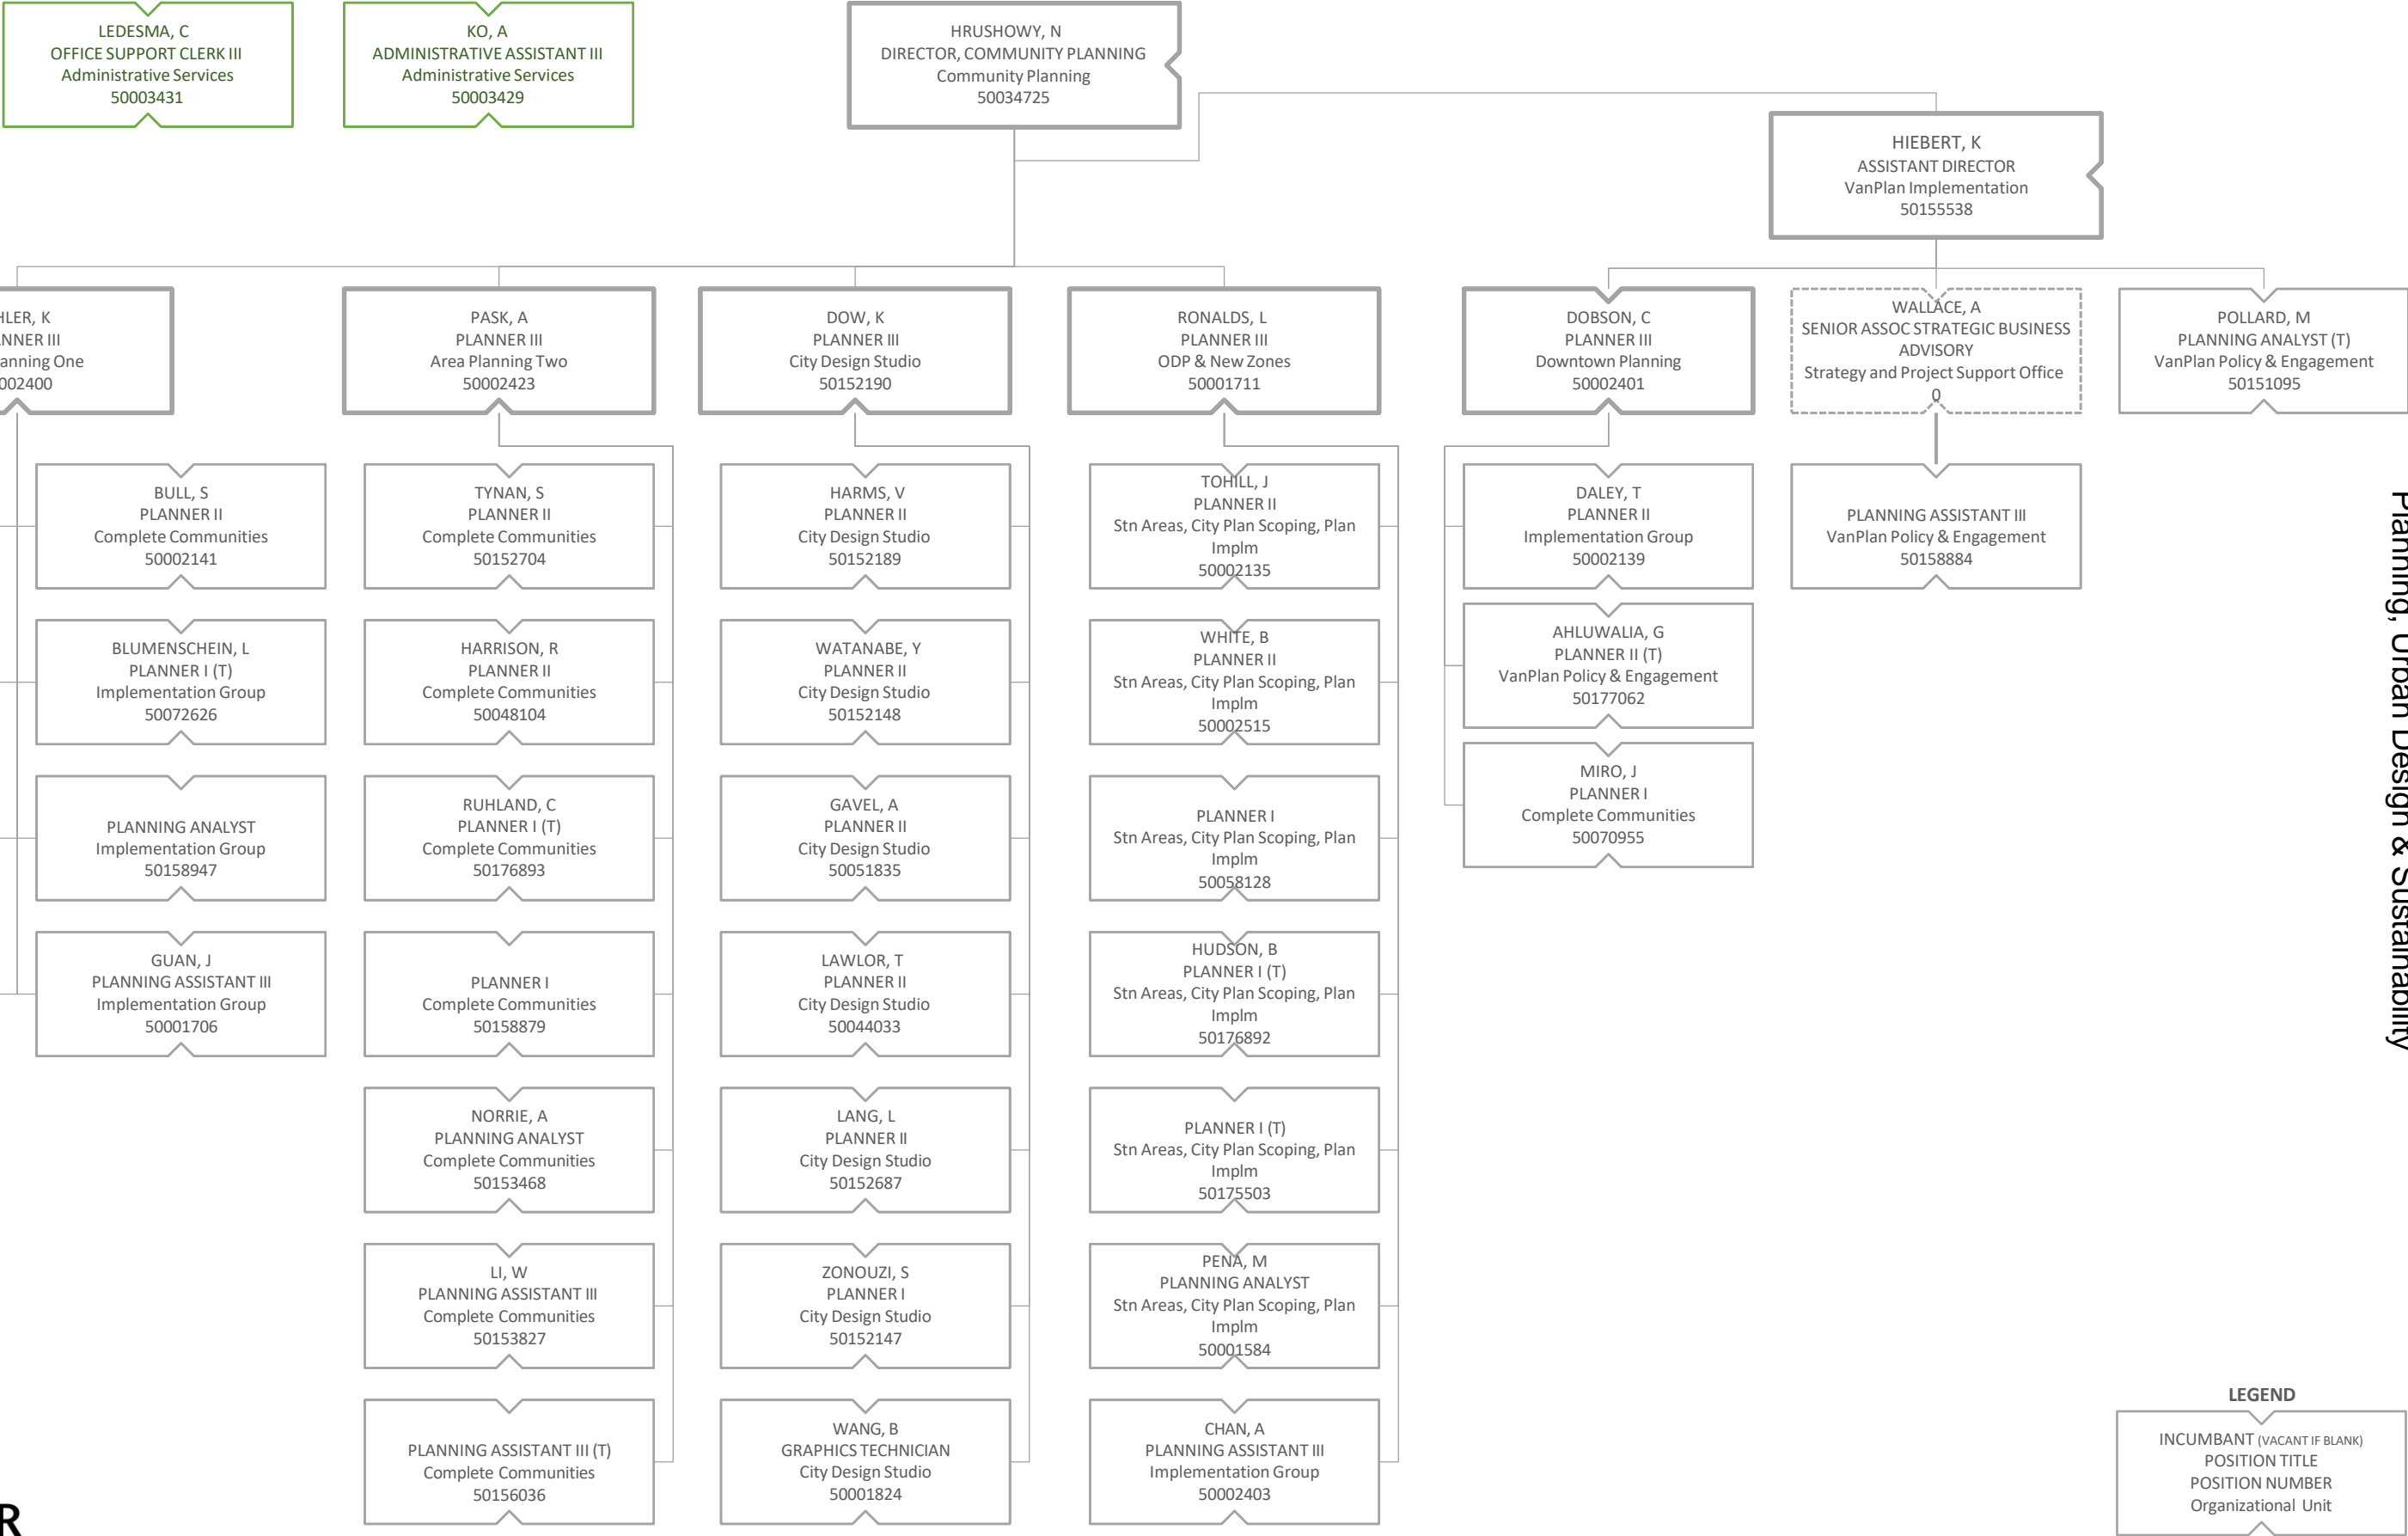 LEDESMA, C
OFFICE SUPPORT CLERK III
Administrative Services
50003431
KO, A
ADMINISTRATIVE ASSISTANT III
Administrative Services
50003429
HRUSHOWY, N
DIRECTOR, COMMUNITY PLANNING
Community Planning
50034725
HIEBERT, K
ASSISTANT DIRECTOR
VanPlan Implementation
50155538
HLER, K
NNER III
anning One
002400
PASK, A
PLANNER III
Area Planning Two
50002423
DOW, K
PLANNER III
City Design Studio
50152190
RONALDS, L
PLANNER III
ODP & New Zones
50001711
DOBSON, C
PLANNER III
Downtown Planning
50002401
WALLACE, A
SENIOR ASSOC STRATEGIC BUSINESS
ADVISORY
Strategy and Project Support Office
0
POLLARD, M
PLANNING ANALYST (T)
VanPlan Policy & Engagement
50151095
BULL, S
PLANNER II
Complete Communities
50002141
BLUMENSCHEIN, L
PLANNER I (T)
Implementation Group
50072626
PLANNING ANALYST
Implementation Group
50158947
GUAN, J
PLANNING ASSISTANT III
Implementation Group
50001706
TYNAN, S
PLANNER II
Complete Communities
50152704
HARRISON, R
PLANNER II
Complete Communities
50048104
RUHLAND, C
PLANNER I (T)
Complete Communities
50176893
PLANNER I
Complete Communities
50158879
NORRIE, A
PLANNING ANALYST
Complete Communities
50153468
LI, W
PLANNING ASSISTANT III
Complete Communities
50153827
PLANNING ASSISTANT III (T)
Complete Communities
50156036
HARMS, V
PLANNER II
City Design Studio
50152189
WATANABE, Y
PLANNER II
City Design Studio
50152148
GAVEL, A
PLANNER II
City Design Studio
50051835
LAWLOR, T
PLANNER II
City Design Studio
50044033
LANG, L
PLANNER II
City Design Studio
50152687
ZONOUZI, S
PLANNER I
City Design Studio
50152147
WANG, B
GRAPHICS TECHNICIAN
City Design Studio
50001824
TOHILL, J
PLANNER II
Stn Areas, City Plan Scoping, Plan
Implm
50002135
WHITE, B
PLANNER II
Stn Areas, City Plan Scoping, Plan
Implm
50002515
PLANNER I
Stn Areas, City Plan Scoping, Plan
Implm
50058128
HUDSON, B
PLANNER I (T)
Stn Areas, City Plan Scoping, Plan
Implm
50176892
PLANNER I (T)
Stn Areas, City Plan Scoping, Plan
Implm
50175503
PENA, M
PLANNING ANALYST
Stn Areas, City Plan Scoping, Plan
Implm
50001584
CHAN, A
PLANNING ASSISTANT III
Implementation Group
50002403
DALEY, T
PLANNER II
Implementation Group
50002139
AHLUWALIA, G
PLANNER II (T)
VanPlan Policy & Engagement
50177062
MIRO, J
PLANNER I
Complete Communities
50070955
PLANNING ASSISTANT III
VanPlan Policy & Engagement
50158884
Planning, Urban Design & Sustainability
LEGEND
INCUMBANT (VACANT IF BLANK)
POSITION TITLE
POSITION NUMBER
Organizational Unit
R